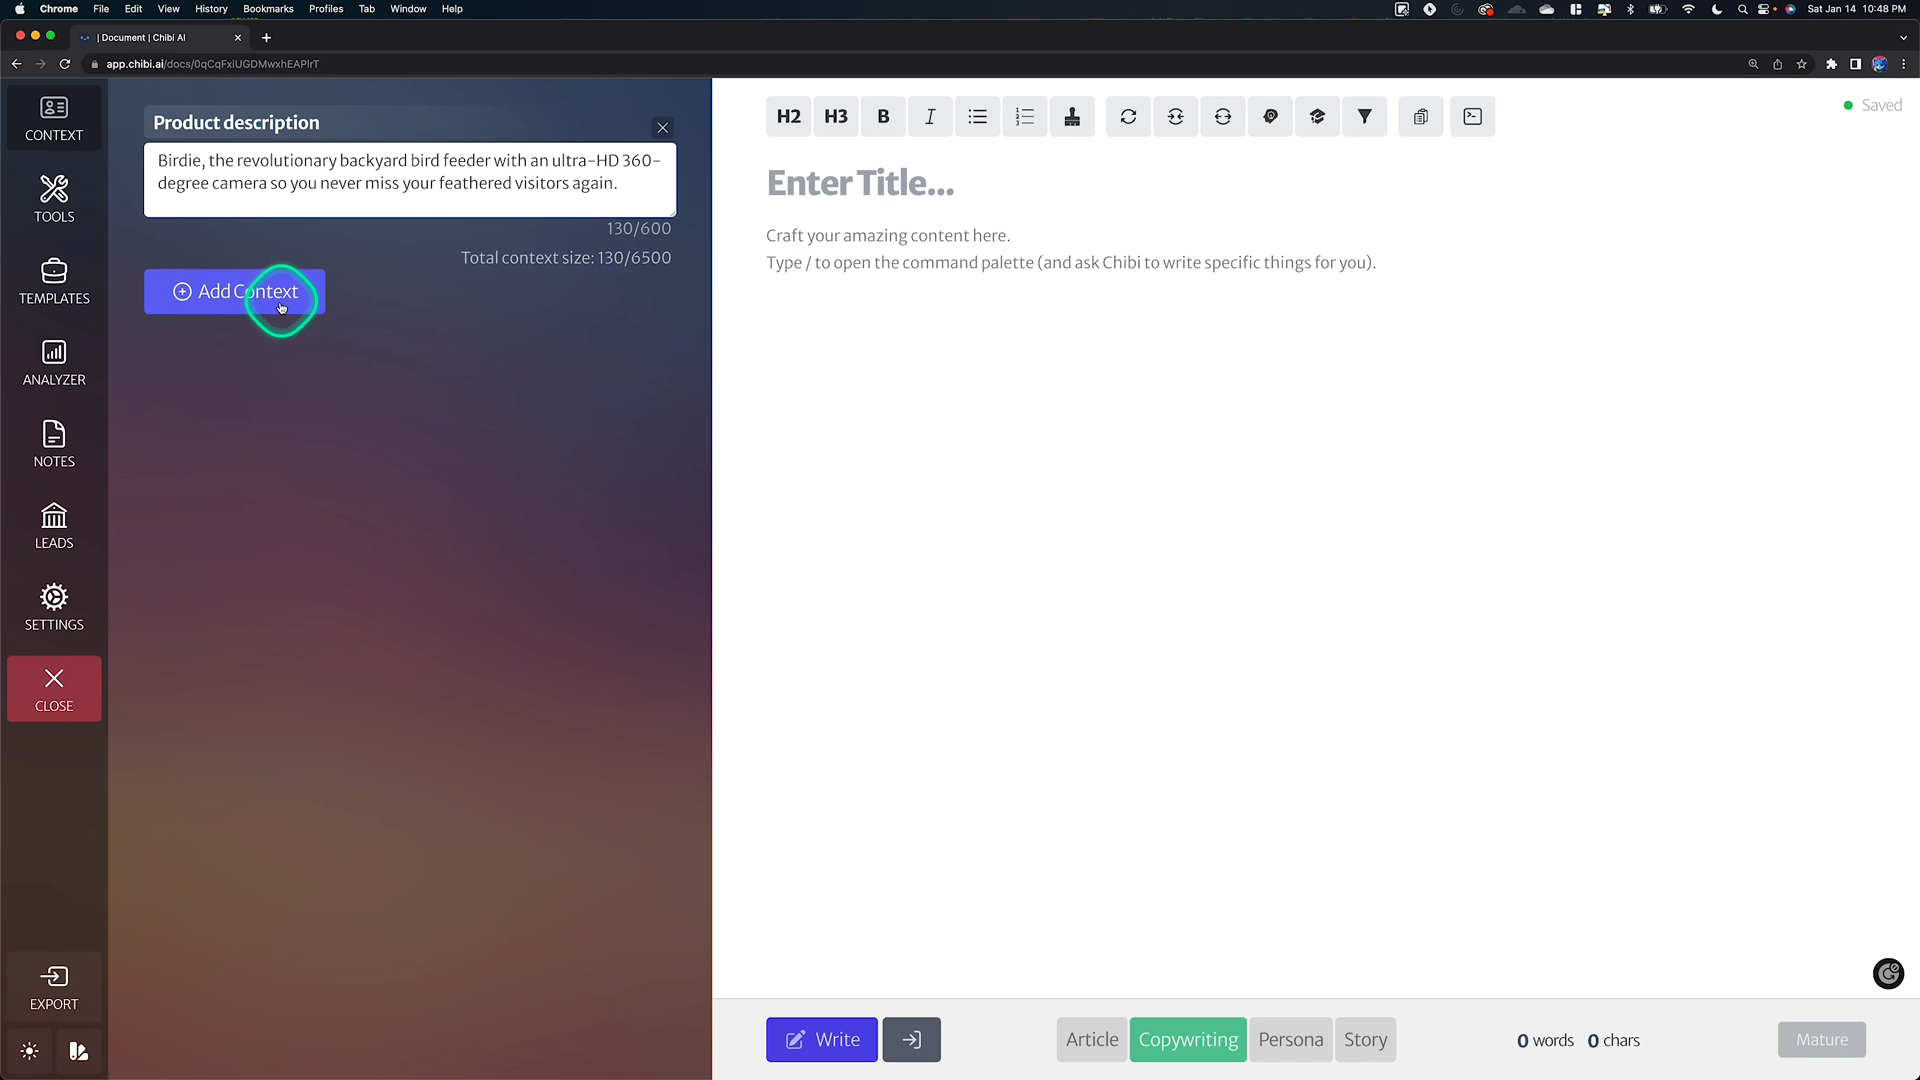 Chrome File Edit View History Bookmarks Profiles Tab Window Help
Sat Jan 14 10:48 PM
| Document | Chibi AI
app.chibi.ai/docs/0qCqFxiUGDMwxhEAPlrT
CONTEXT
TOOLS
TEMPLATES
ANALYZER
NOTES
LEADS
SETTINGS
CLOSE
EXPORT
Product description
Birdie, the revolutionary backyard bird feeder with an ultra-HD 360-
degree camera so you never miss your feathered visitors again.
130/600
Total context size: 130/6500
Add Context
H2 H3 B I
Saved
Enter Title...
Craft your amazing content here.
Type / to open the command palette (and ask Chibi to write specific things for you).
Write
Article Copywriting Persona Story
0 words 0 chars
Mature